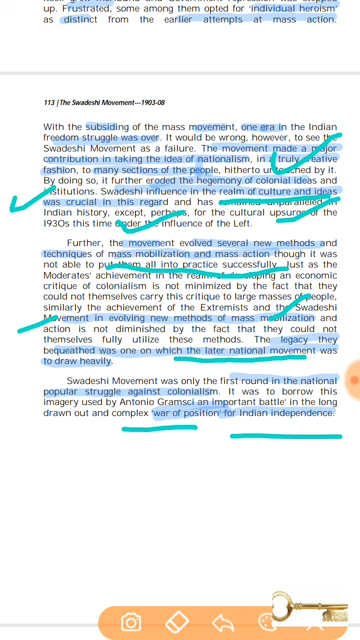 up. Frustrated, some among them opted for 'individual heroism'
as distinct from the earlier attempts at mass action.
113 | The Swadeshi Movement---1903-08
With the subsiding of the mass movement, one era in the Indian
freedom struggle was over. It would be wrong, however, to see the
Swadeshi Movement as a failure. The movement made a major
contribution in taking the idea of nationalism, in a truly creative
fashion, to many sections of the people, hitherto untouched by it.
By doing so, it further eroded the hegemony of colonial ideas and
institutions. Swadeshi influence in the realm of culture and ideas
was crucial in this regard and has remained unparalleled in
Indian history, except, perhaps, for the cultural upsurge of the
I930s this time under the influence of the Left.
Further, the movement evolved several new methods and
techniques of mass mobilization and mass action though it was
not able to put them all into practice successfully. Just as the
Moderates' achievement in the realm of developing an economic
critique of colonialism is not minimized by the fact that they
could not themselves carry this critique to large masses of people,
similarly the achievement of the Extremists and the Swadeshi
Movement in evolving new methods of mass mobilization and
action is not diminished by the fact that they could not
themselves fully utilize these methods. The legacy they
bequeathed was one on which the later national movement was
to draw heavily.
Swadeshi Movement was only the first round in the national
popular struggle against colonialism. It was to borrow this
imagery used by Antonio Gramsci an important battle' in the long
drawn out and complex 'war of position' for Indian independence.